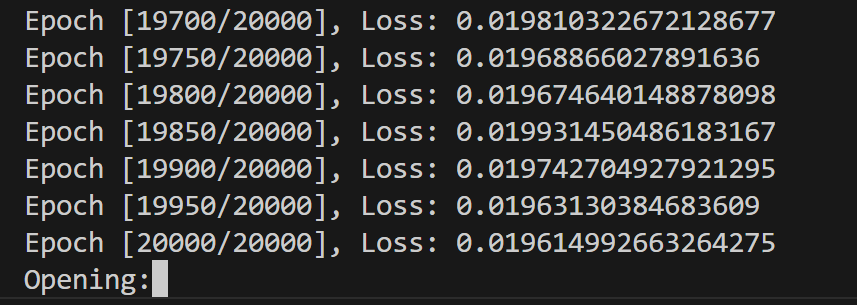 Epoch [19700/20000], Loss: 0.019810322672128677
Epoch [19750/20000], Loss: 0.01968866027891636
Epoch [19800/20000], Loss: 0.019674640148878098
Epoch [19850/20000], Loss: 0.019931450486183167
Epoch [19900/20000], Loss: 0.019742704927921295
Epoch [19950/20000], Loss: 0.01963130384683609
Epoch [20000/20000], Loss: 0.019614992663264275
Opening: